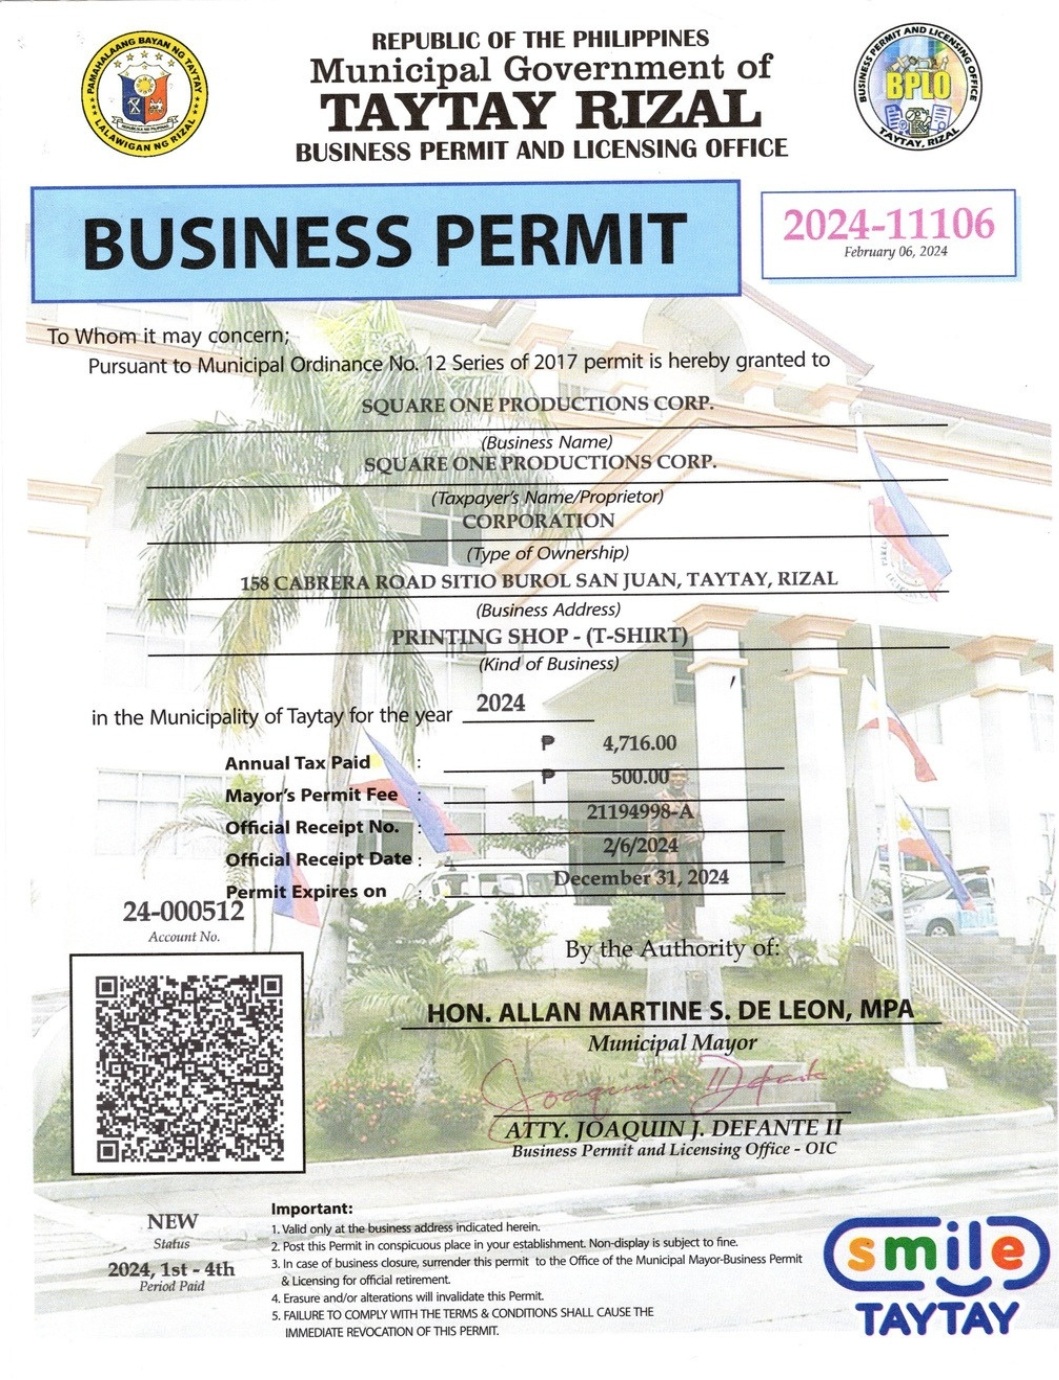 PAMAHALAANG BAYAN NG TAYTAY
LALAWIGAN NG RIZAL
REPUBLIC OF THE PHILIPPINES
Municipal Government of
TAYTAY RIZAL
BUSINESS PERMIT AND LICENSING OFFICE
BUSINESS PERMIT AND LICENSING OFFICE
BPLO
TAYTAY, RIZAL
BUSINESS PERMIT
2024-11106
February 06, 2024
To Whom it may concern;
Pursuant to Municipal Ordinance No. 12 Series of 2017 permit is hereby granted to
SQUARE ONE PRODUCTIONS CORP.
(Business Name)
SQUARE ONE PRODUCTIONS CORP.
(Taxpayer's Name/Proprietor)
CORPORATION
(Type of Ownership)
158 CABRERA ROAD SITIO BUROL SAN JUAN, TAYTAY, RIZAL
(Business Address)
PRINTING SHOP - (T-SHIRT)
(Kind of Business)
in the Municipality of Taytay for the year 2024
Annual Tax Paid : ₱ 4,716.00
Mayor's Permit Fee : ₱ 500.00
Official Receipt No. : 21194998-A
Official Receipt Date : 2/6/2024
Permit Expires on : December 31, 2024
24-000512
Account No.
By the Authority of:
HON. ALLAN MARTINE S. DE LEON, MPA
Municipal Mayor
Joaquin Defante
ATTY. JOAQUIN J. DEFANTE II
Business Permit and Licensing Office - OIC
NEW
Status
2024, 1st - 4th
Period Paid
Important:
1. Valid only at the business address indicated herein.
2. Post this Permit in conspicuous place in your establishment. Non-display is subject to fine.
3. In case of business closure, surrender this permit to the Office of the Municipal Mayor-Business Permit
& Licensing for official retirement.
4. Erasure and/or alterations will invalidate this Permit.
5. FAILURE TO COMPLY WITH THE TERMS & CONDITIONS SHALL CAUSE THE
IMMEDIATE REVOCATION OF THIS PERMIT.
smile
TAYTAY